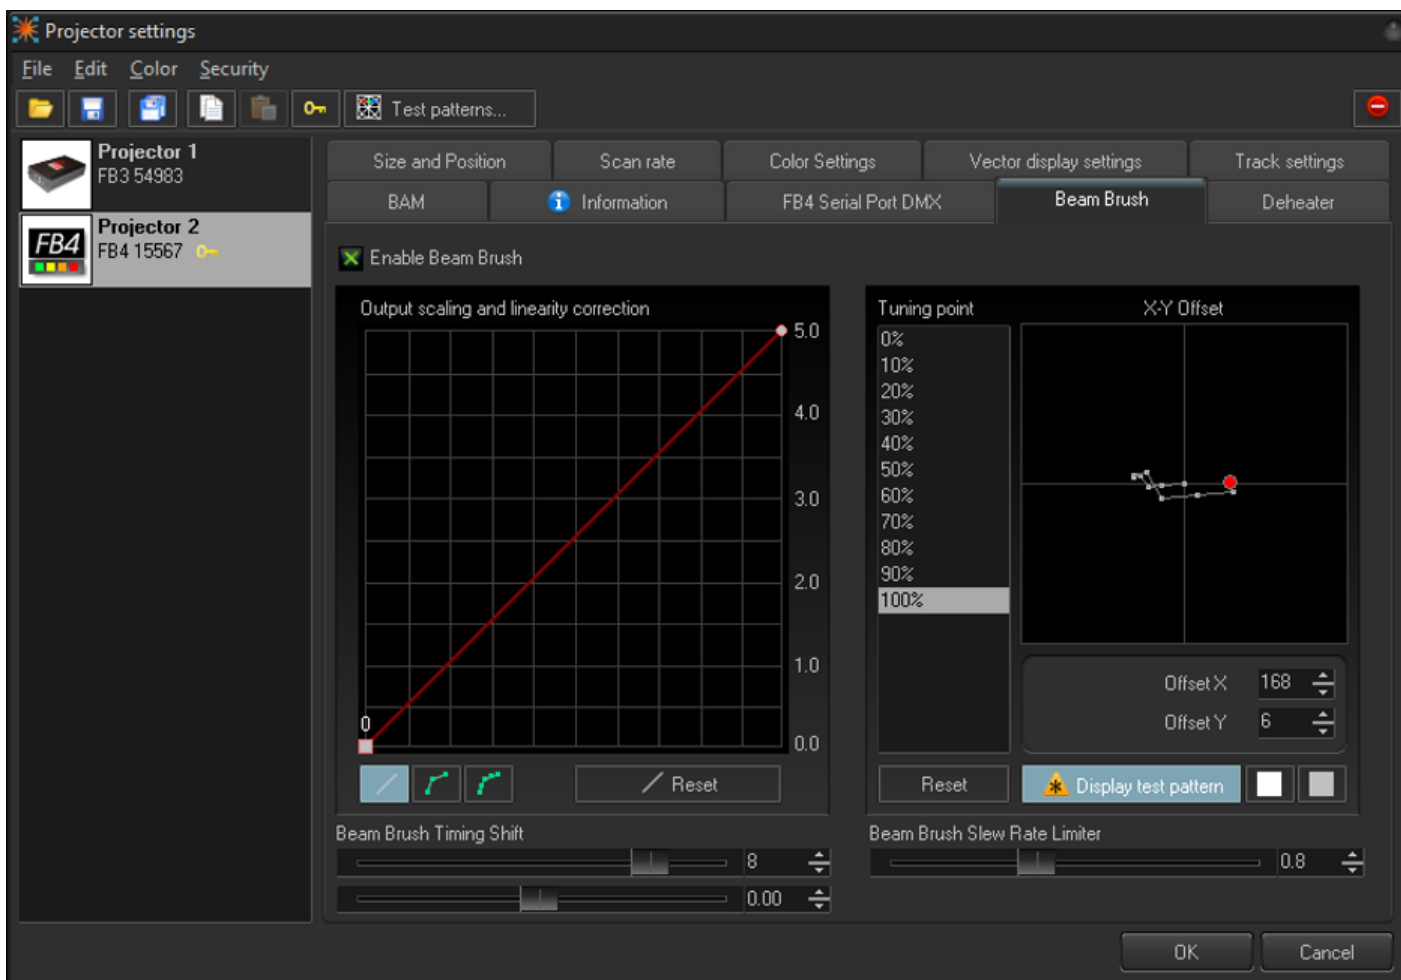 Projector settings
File Edit Color Security
Test patterns...
Projector 1
FB3 54983
FB4
Projector 2
FB4 15567
Size and Position Scan rate Color Settings Vector display settings Track settings
BAM Information FB4 Serial Port DMX Beam Brush Deheater
Enable Beam Brush
Output scaling and linearity correction
5.0
4.0
3.0
2.0
1.0
0
0.0
Reset
Tuning point
0%
10%
20%
30%
40%
50%
60%
70%
80%
90%
100%
X-Y Offset
Offset X 168
Offset Y 6
Reset Display test pattern
Beam Brush Timing Shift
8
0.00
Beam Brush Slew Rate Limiter
0.8
OK Cancel